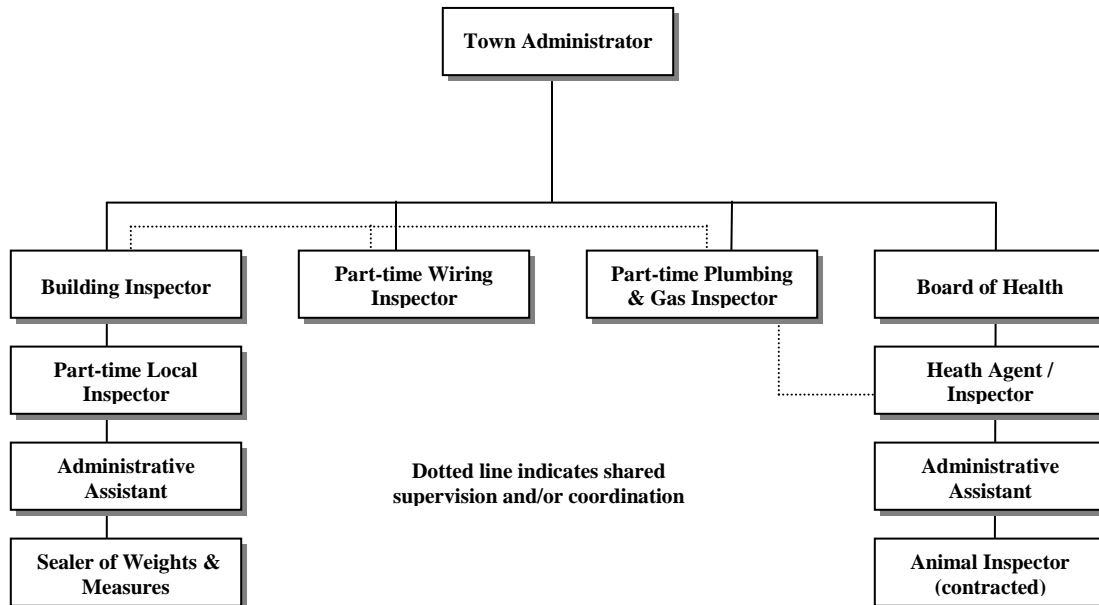 Town Administrator
Building Inspector
Part-time Wiring
Inspector
Part-time Plumbing
& Gas Inspector
Board of Health
Part-time Local
Inspector
Heath Agent /
Inspector
Administrative
Assistant
Dotted line indicates shared
supervision and/or coordination
Administrative
Assistant
Sealer of Weights &
Measures
Animal Inspector
(contracted)